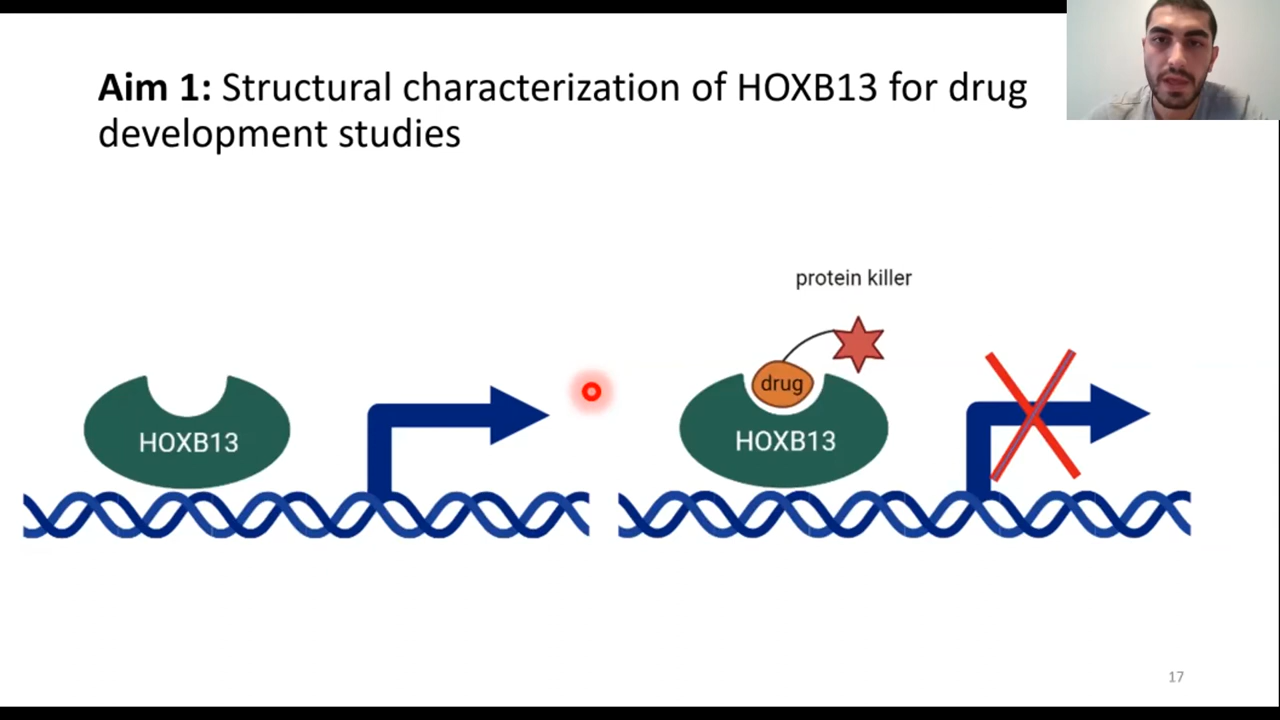 Aim 1: Structural characterization of HOXB13 for drug
development studies
protein killer
drug
HOXB13
HOXB13
17